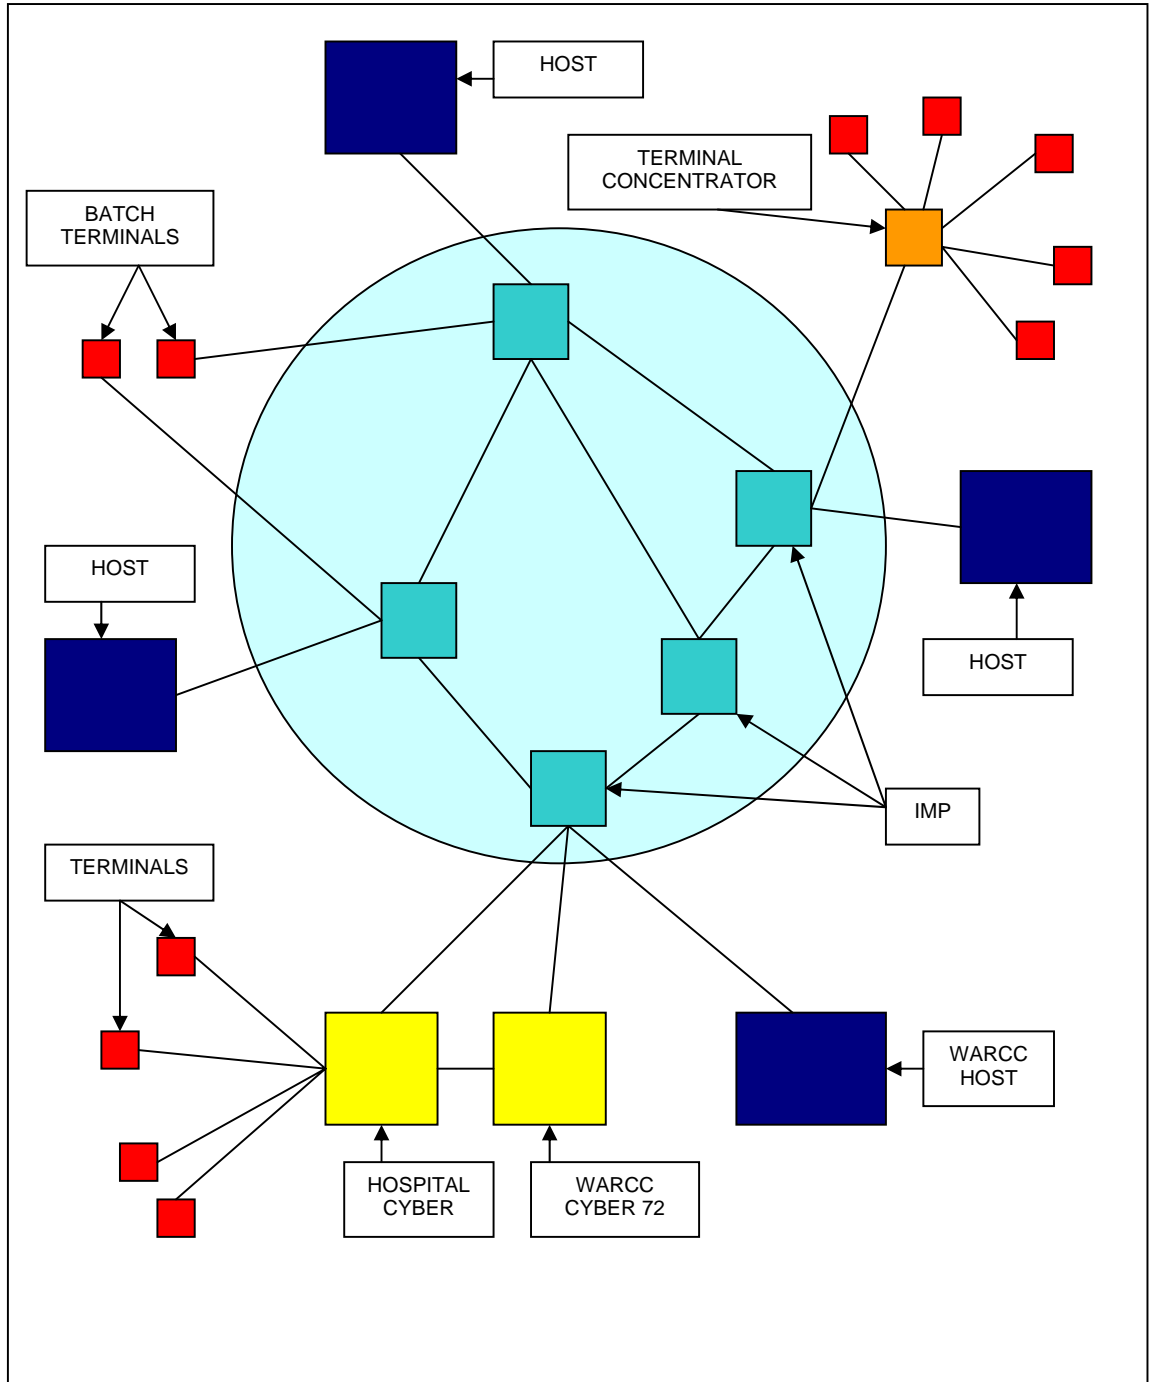 HOST
TERMINAL
CONCENTRATOR
BATCH
TERMINALS
HOST
HOST
IMP
TERMINALS
WARCC
HOST
HOSPITAL
CYBER
WARCC
CYBER 72